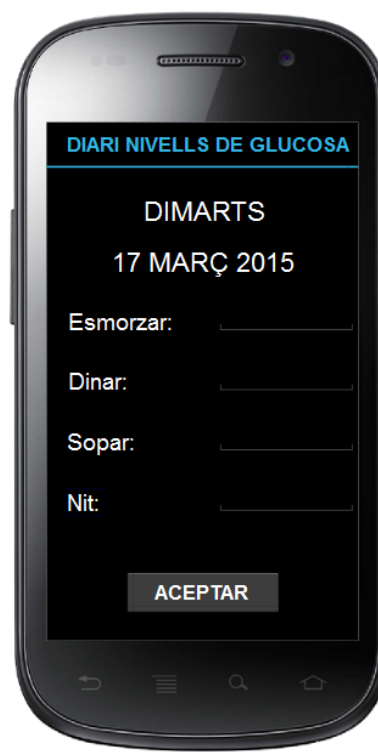 DIARI NIVELLS DE GLUCOSA
DIMARTS
17 MARÇ 2015
Esmorzar:
Dinar:
Sopar:
Nit:
ACEPTAR